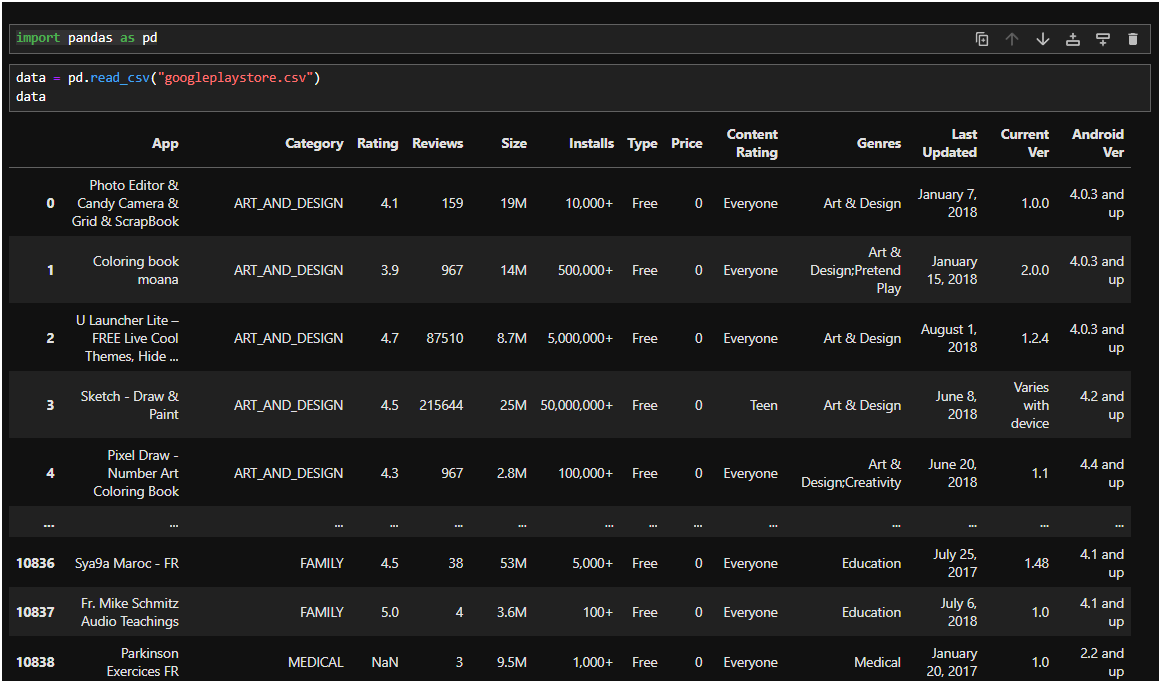 import pandas as pd
data = pd.read_csv("googleplaystore.csv")
data
App Category Rating Reviews Size Installs Type Price Content Rating Genres Last Updated Current Ver Android Ver
0 Photo Editor & Candy Camera & Grid & ScrapBook ART_AND_DESIGN 4.1 159 19M 10,000+ Free 0 Everyone Art & Design January 7, 2018 1.0.0 4.0.3 and up
1 Coloring book moana ART_AND_DESIGN 3.9 967 14M 500,000+ Free 0 Everyone Art & Design;Pretend Play January 15, 2018 2.0.0 4.0.3 and up
2 U Launcher Lite – FREE Live Cool Themes, Hide ... ART_AND_DESIGN 4.7 87510 8.7M 5,000,000+ Free 0 Everyone Art & Design August 1, 2018 1.2.4 4.0.3 and up
3 Sketch - Draw & Paint ART_AND_DESIGN 4.5 215644 25M 50,000,000+ Free 0 Teen Art & Design June 8, 2018 Varies with device 4.2 and up
4 Pixel Draw - Number Art Coloring Book ART_AND_DESIGN 4.3 967 2.8M 100,000+ Free 0 Everyone Art & Design;Creativity June 20, 2018 1.1 4.4 and up
... ... ... ... ... ... ... ... ... ... ... ... ... ...
10836 Sya9a Maroc - FR FAMILY 4.5 38 53M 5,000+ Free 0 Everyone Education July 25, 2017 1.48 4.1 and up
10837 Fr. Mike Schmitz Audio Teachings FAMILY 5.0 4 3.6M 100+ Free 0 Everyone Education July 6, 2018 1.0 4.1 and up
10838 Parkinson Exercices FR MEDICAL NaN 3 9.5M 1,000+ Free 0 Everyone Medical January 20, 2017 1.0 2.2 and up